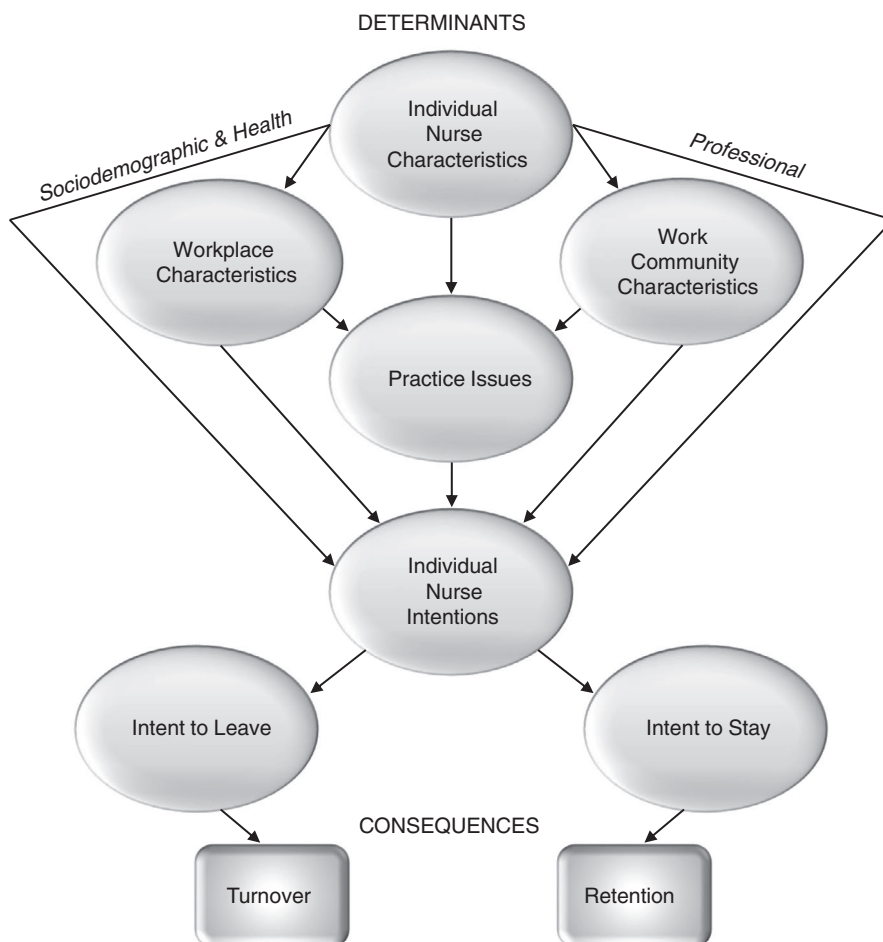 DETERMINANTS
Individual
Nurse
Characteristics
Sociodemographic & Health
Professional
Workplace
Characteristics
Work
Community
Characteristics
Practice Issues
Individual
Nurse
Intentions
Intent to Leave
Intent to Stay
CONSEQUENCES
Turnover
Retention